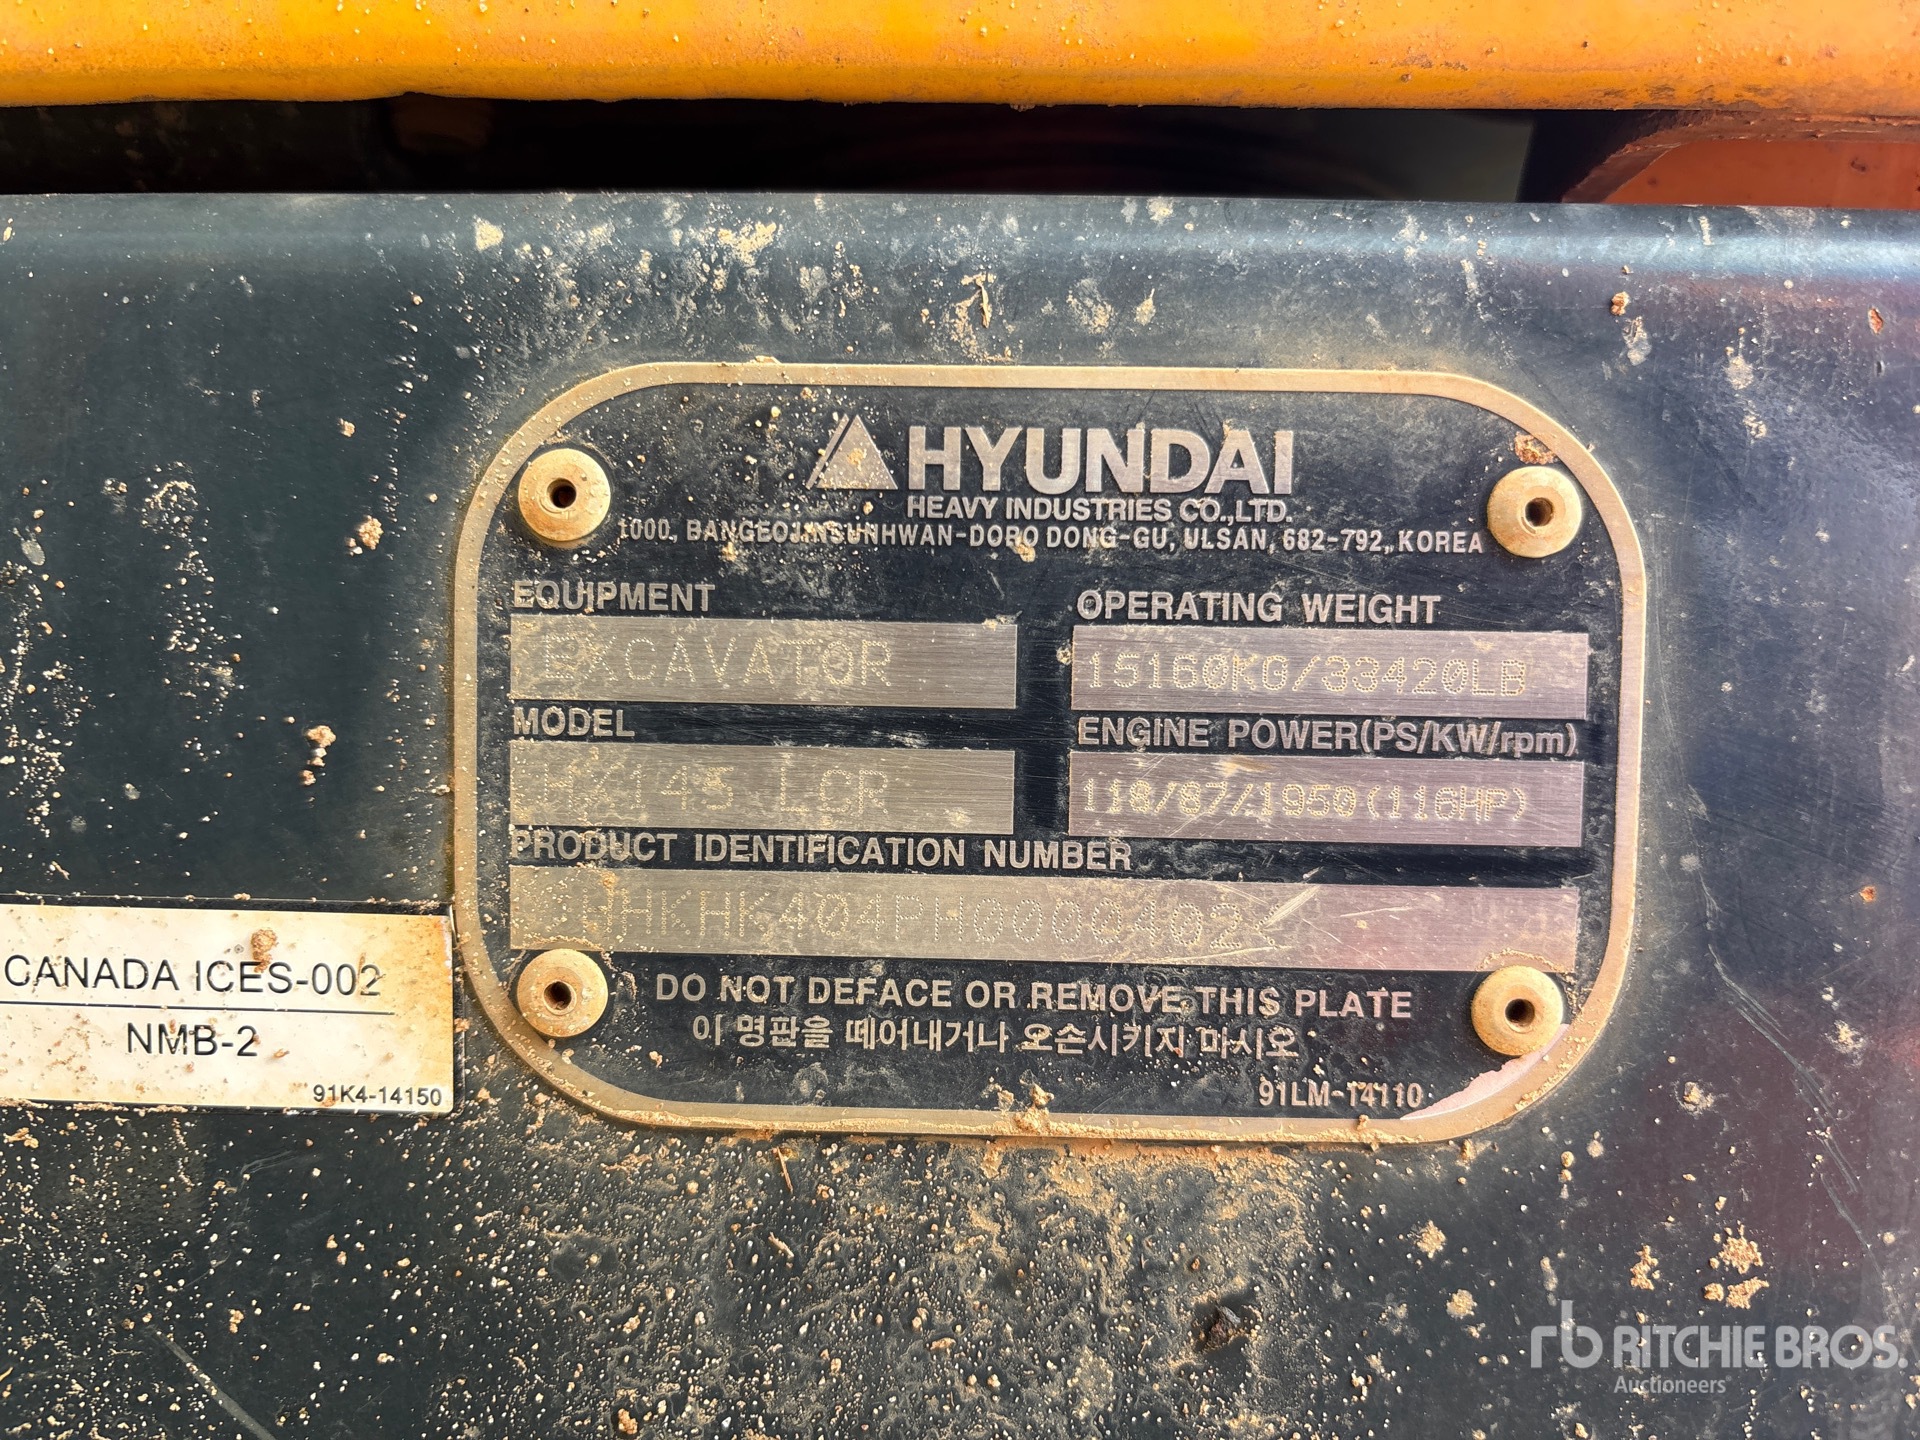 HYUNDAI
HEAVY INDUSTRIES CO.,LTD.
1000, BANGEOJINSUNHWAN-DORO DONG-GU, ULSAN, 682-792, KOREA
EQUIPMENT
EXCAVATOR
OPERATING WEIGHT
15160KG/33420LB
MODEL
HX145 LCR
ENGINE POWER(PS/KW/rpm)
118/87/1950(116HP)
PRODUCT IDENTIFICATION NUMBER
DO NOT DEFACE OR REMOVE THIS PLATE
이 명판을 떼어내거나 오손시키지 마시오
91LM-14110
CANADA ICES-002
NMB-2
91K4-14150
rb RITCHIE BROS.
Auctioneers